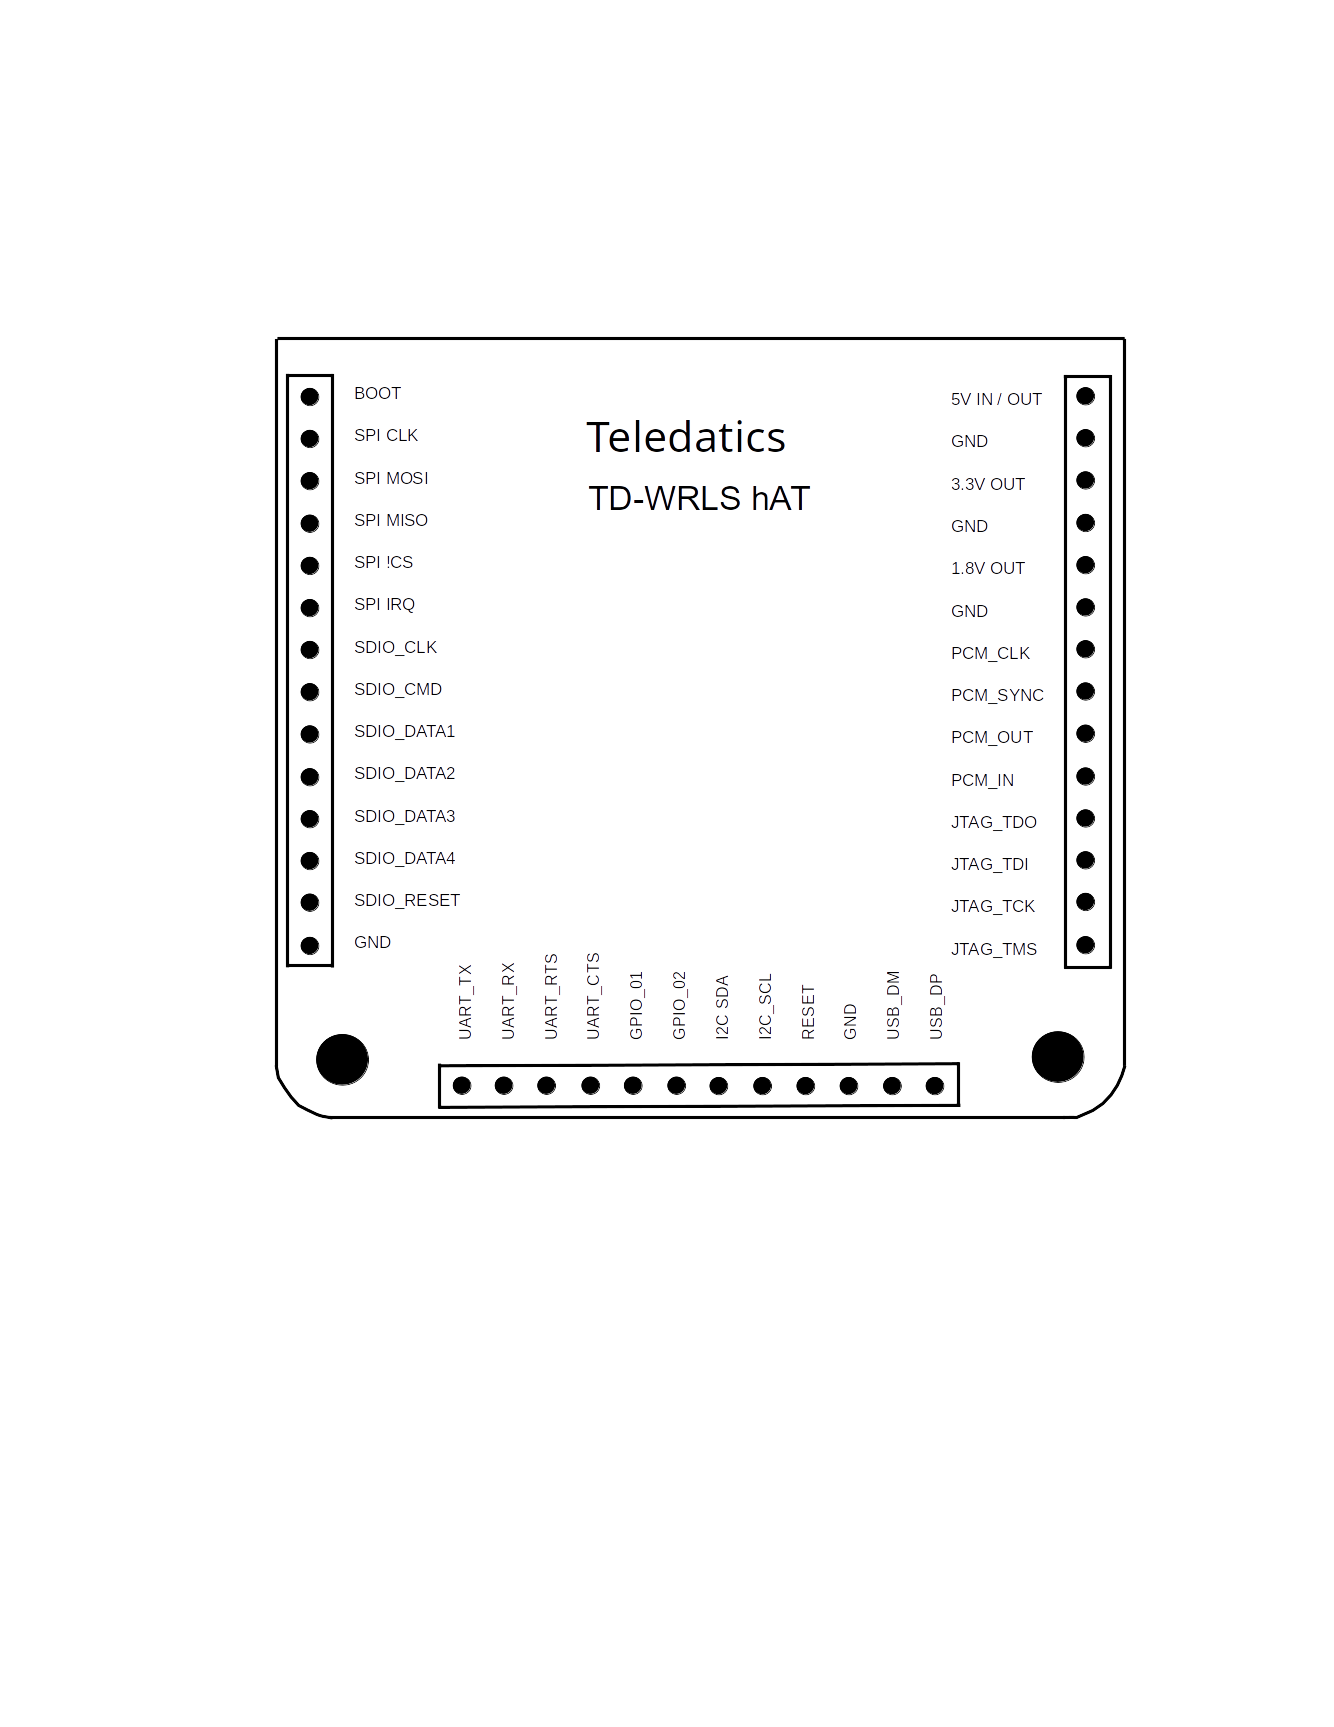 Teledatics
TD-WRLS hAT
BOOT
SPI CLK
SPI MOSI
SPI MISO
SPI !CS
SPI IRQ
SDIO_CLK
SDIO_CMD
SDIO_DATA1
SDIO_DATA2
SDIO_DATA3
SDIO_DATA4
SDIO_RESET
GND
5V IN / OUT
GND
3.3V OUT
GND
1.8V OUT
GND
PCM_CLK
PCM_SYNC
PCM_OUT
PCM_IN
JTAG_TDO
JTAG_TDI
JTAG_TCK
JTAG_TMS
UART_TX
UART_RX
UART_RTS
UART_CTS
GPIO_01
GPIO_02
I2C SDA
I2C_SCL
RESET
GND
USB_DM
USB_DP